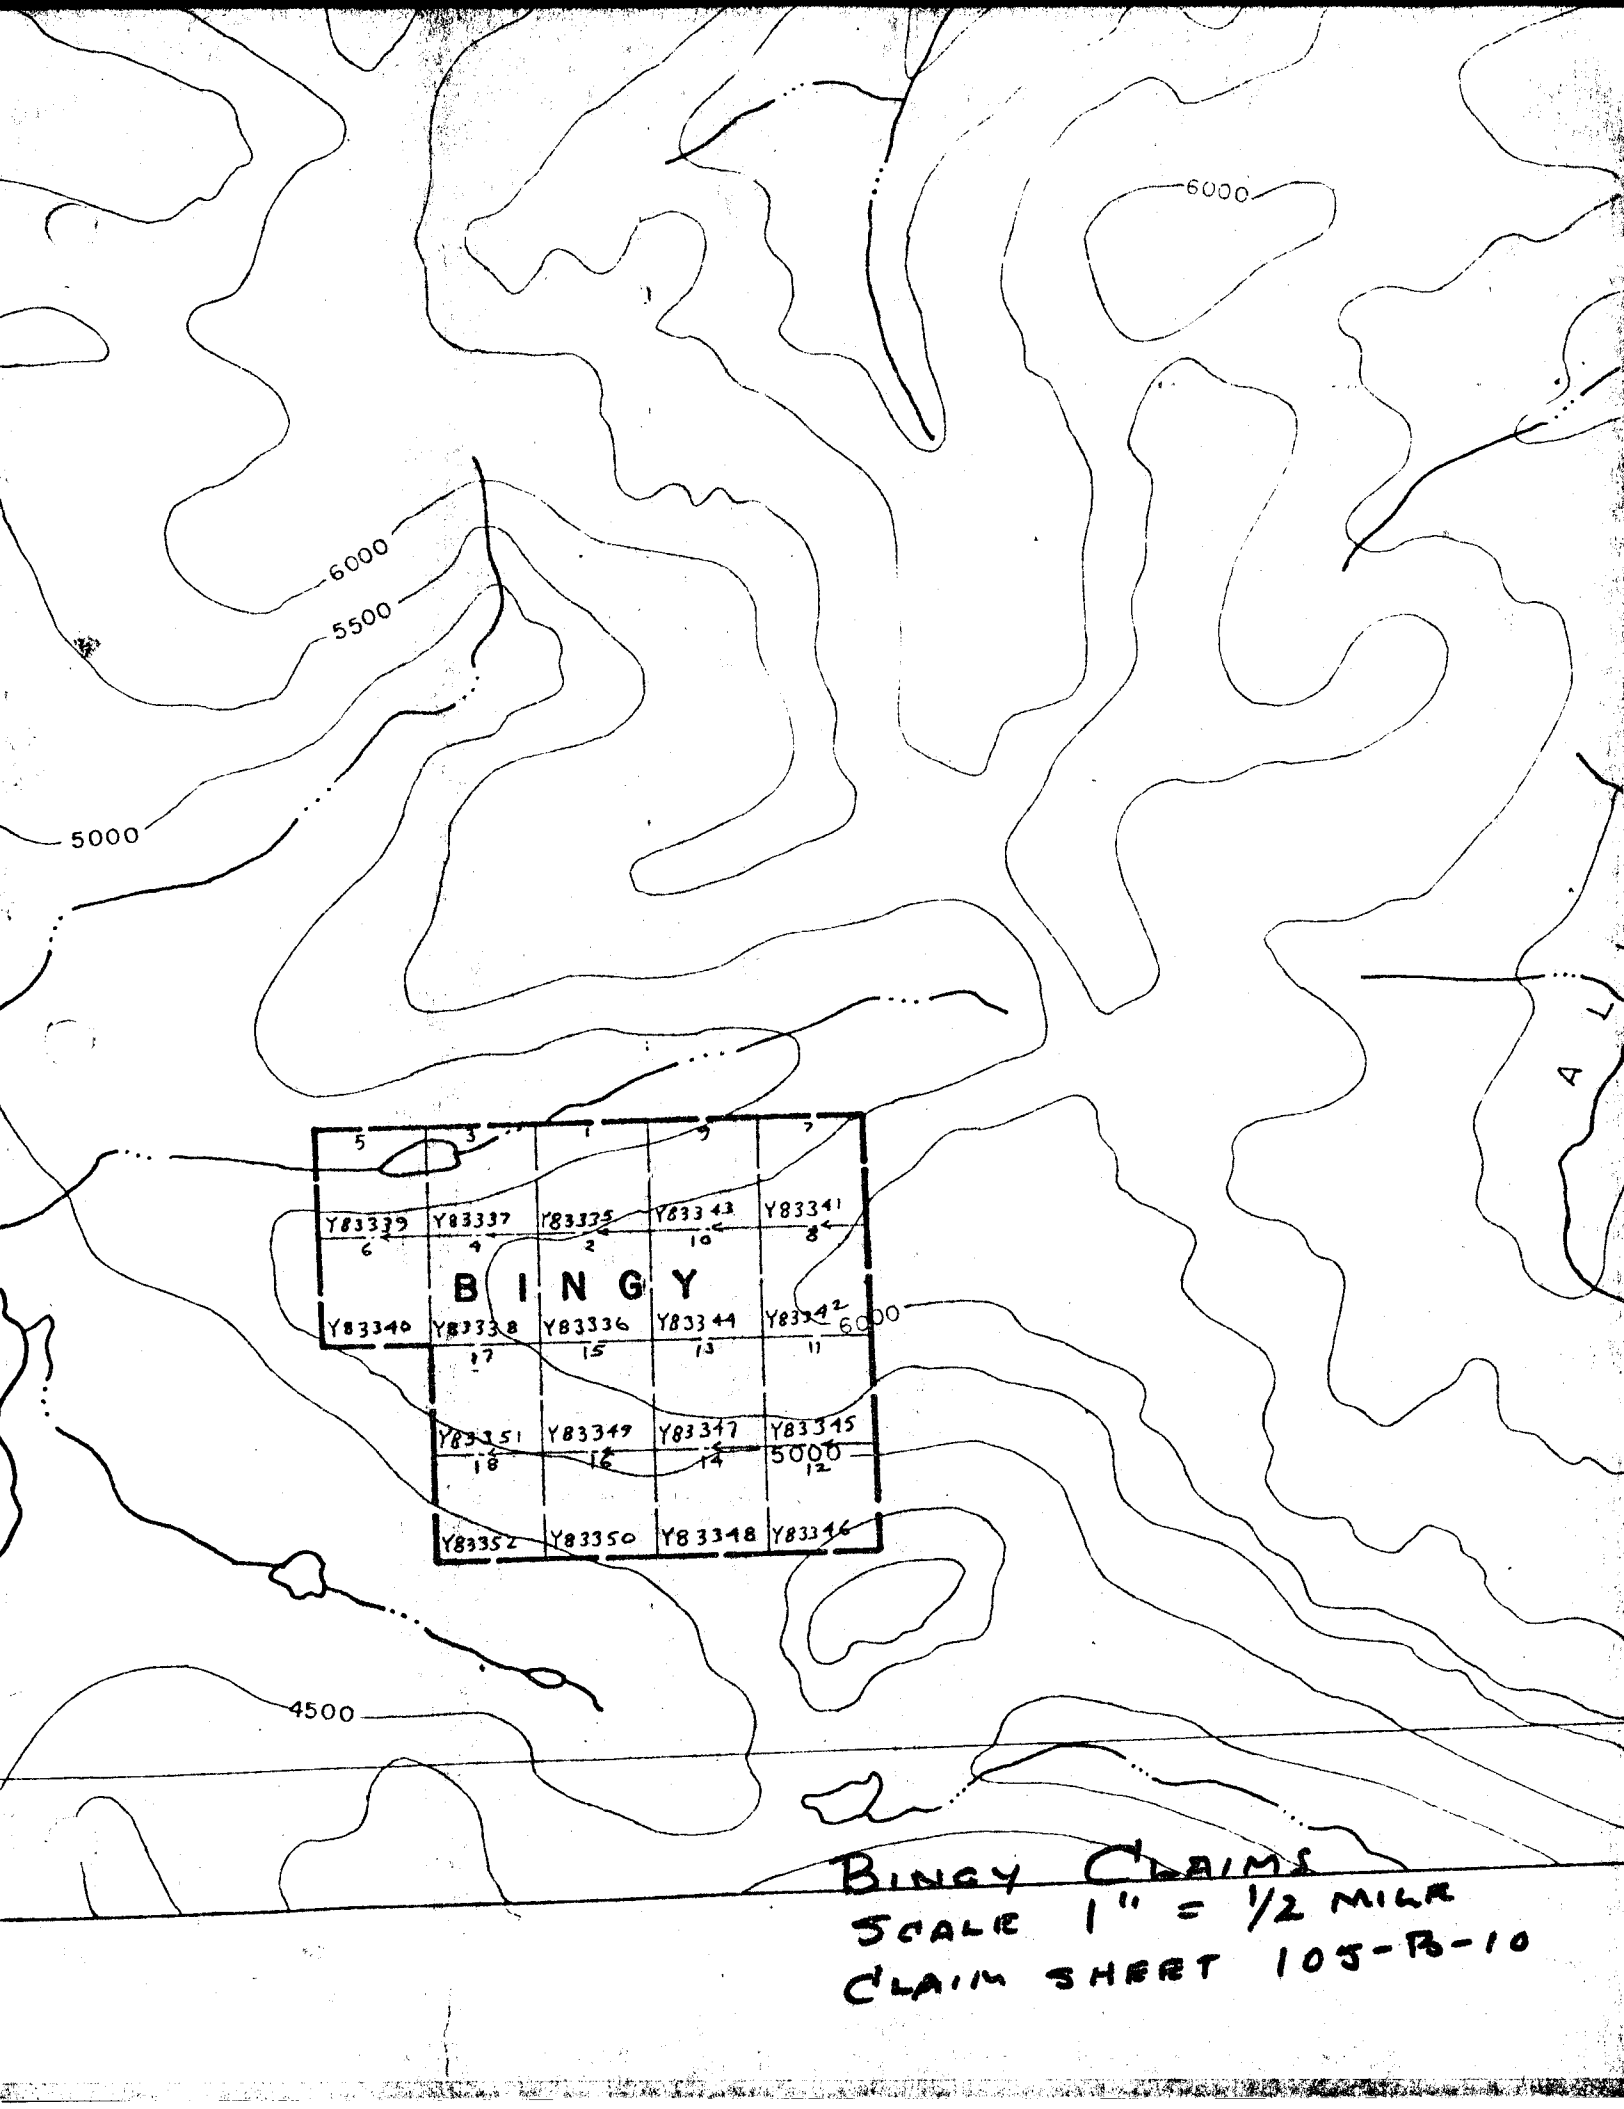 6000
6000
5500
5000
L
A
5 3 1 9 7
Y83339 Y83337 Y83335 Y83343 Y83341
6 4 2 10 8
B I N G Y
Y83340 Y83338 Y83336 Y83344 Y83342 6000
17 15 13 11
Y83351 Y83349 Y83347 Y83345
18 16 14 5000 12
Y83352 Y83350 Y83348 Y83346
4500
BINGY CLAIMS
SCALE 1" = 1/2 MILE
CLAIM SHEET 105-B-10